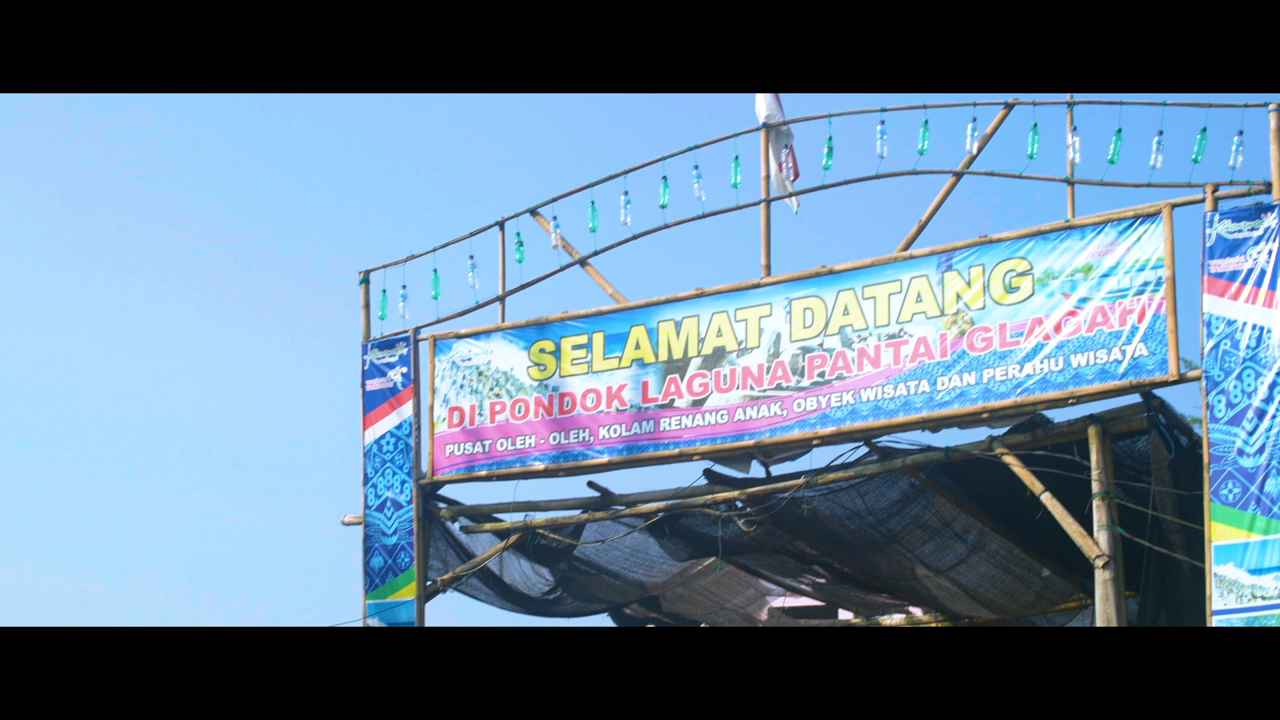 SELAMAT DATANG
DI PONDOK LAGUNA PANTAI GLAGAH
PUSAT OLEH - OLEH, KOLAM RENANG ANAK, OBYEK WISATA DAN PERAHU WISATA